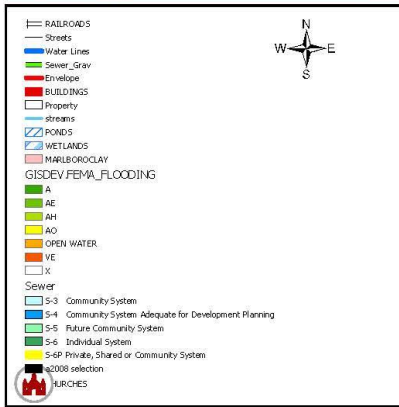 N
W E
S
RAILROADS
Streets
Water Lines
Sewer_Grav
Envelope
BUILDINGS
Property
streams
PONDS
WETLANDS
MARLBOROCLAY
GISDEV.FEMA_FLOODING
A
AE
AH
AO
OPEN WATER
VE
X
Sewer
S-3 Community System
S-4 Community System Adequate for Development Planning
S-5 Future Community System
S-6 Individual System
S-6P Private, Shared or Community System
a2008 selection
HURCHES